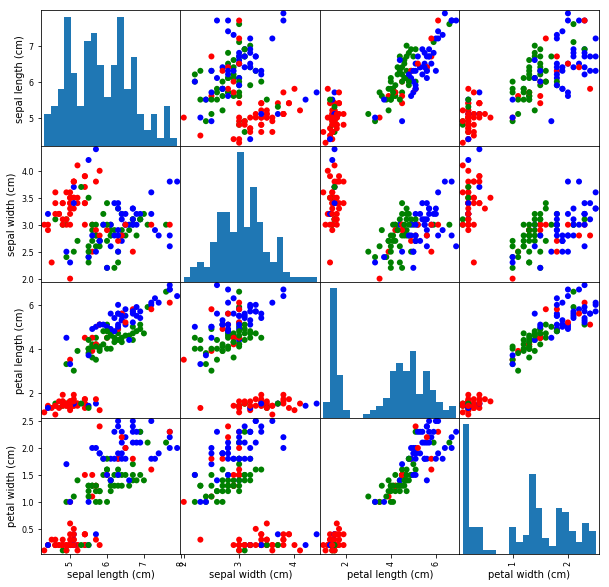 sepal length (cm)
7
6
5
sepal width (cm)
4.0
3.5
3.0
2.5
2.0
petal length (cm)
6
4
2
petal width (cm)
2.5
2.0
1.5
1.0
0.5
5 6 7 8 2 3 4 2 4 6 1 2
sepal length (cm) sepal width (cm) petal length (cm) petal width (cm)